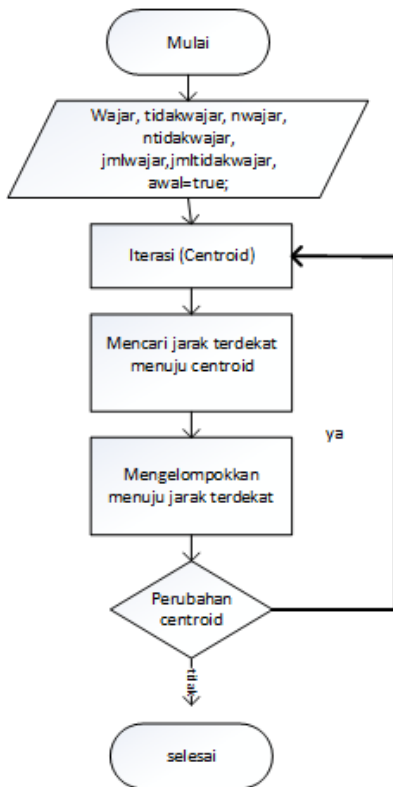 Mulai
Wajar, tidakwajar, nwajar,
ntidakwajar,
jmlwajar,jmltidakwajar,
awal=true;
Iterasi (Centroid)
Mencari jarak terdekat
menuju centroid
Mengelompokkan
menuju jarak terdekat
ya
Perubahan
centroid
tidak
selesai